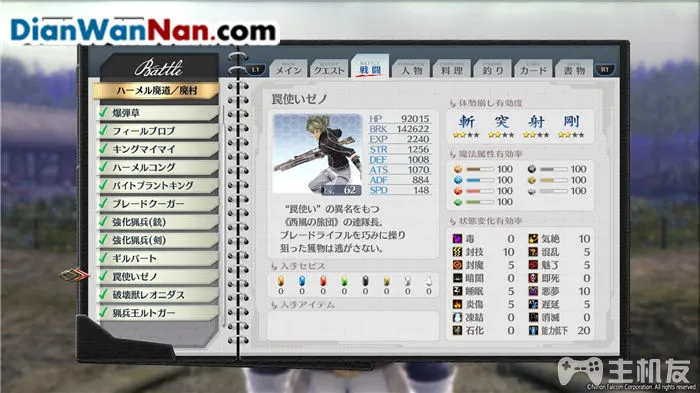 DianWanNan.com
Battle
L1
MAIN
メイン
QUEST
クエスト
BATTLE
戦闘
人物
料理
FISHING
釣り
CARD
カード
BOOK
書物
R1
ハーメル廃道/廃村
爆弾草
フィールプロブ
キングマイマイ
ハーメルコング
バイトプラントキング
ブレードクーガー
強化猟兵(銃)
強化猟兵(剣)
ギルバート
罠使いゼノ
破壊獣レオニダス
猟兵王ルトガー
罠使いゼノ
HP 92015
BRK 142622
EXP 2240
STR 1256
DEF 1008
ATS 1070
ADF 884
SPD 148
Lv. 62
“罠使い”の異名をもつ
《西風の旅団》の連隊長。
ブレードライフルを巧みに操り
狙った獲物は逃がさない。
入手セピス
0 0 0 0 0 0 0
入手アイテム
体勢崩し有効度
斬 突 射 剛
魔法属性有効率
100 100
100 100
100 100
100
状態変化有効率
毒 0 気絶 10
封技 10 混乱 5
封魔 5 魅了 5
暗闇 0 即死 0
睡眠 5 悪夢 10
炎傷 5 遅延 5
凍結 0 消滅 0
石化 0 能力低下 20
主机友
©Nihon Falcom Corporation. All rights reserved.